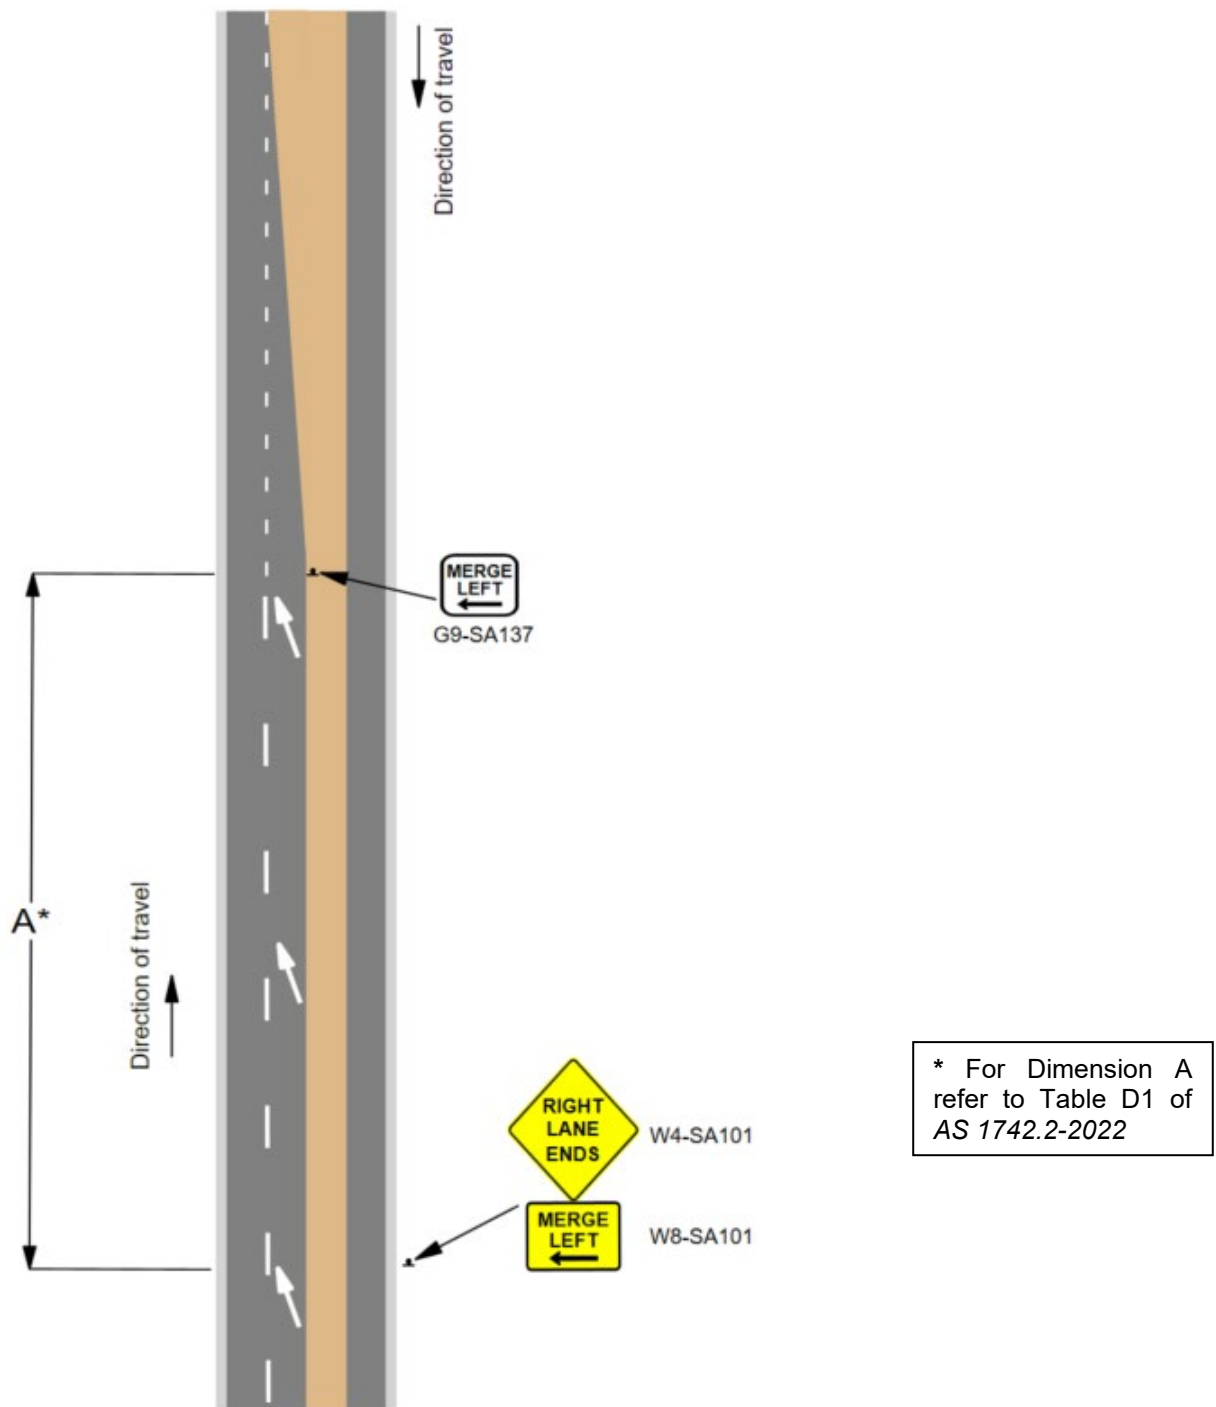 Direction of travel
MERGE
LEFT
G9-SA137
A*
Direction of travel
RIGHT
LANE
ENDS
W4-SA101
MERGE
LEFT
W8-SA101
* For Dimension A
refer to Table D1 of
AS 1742.2-2022